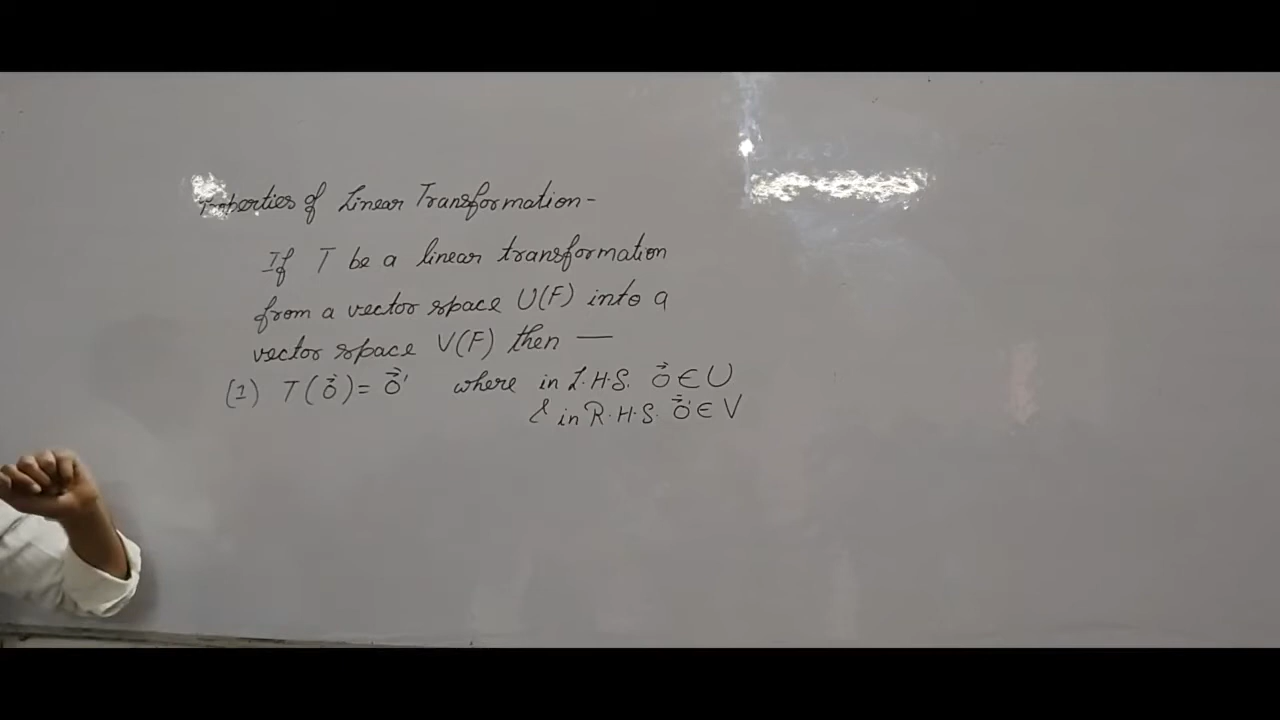 Properties of Linear Transformation-
If T be a linear transformation
from a vector space U(F) into a
vector space V(F) then —
(1) T(0⃗) = 0⃗' where in L.H.S. 0⃗ ∈ U
& in R.H.S. 0⃗' ∈ V